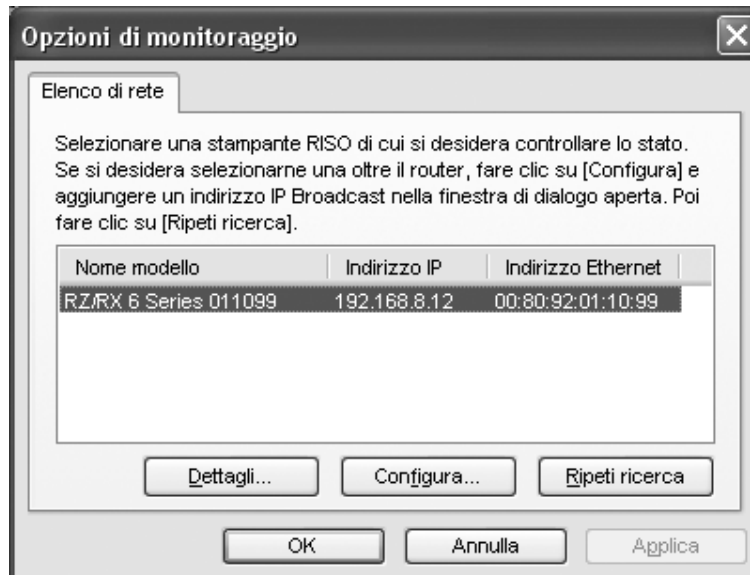 Opzioni di monitoraggio
Elenco di rete
Selezionare una stampante RISO di cui si desidera controllare lo stato.
Se si desidera selezionarne una oltre il router, fare clic su [Configura] e
aggiungere un indirizzo IP Broadcast nella finestra di dialogo aperta. Poi
fare clic su [Ripeti ricerca].
Nome modello Indirizzo IP Indirizzo Ethernet
RZ/RX 6 Series 011099 192.168.8.12 00:80:92:01:10:99
Dettagli... Configura... Ripeti ricerca
OK Annulla Applica